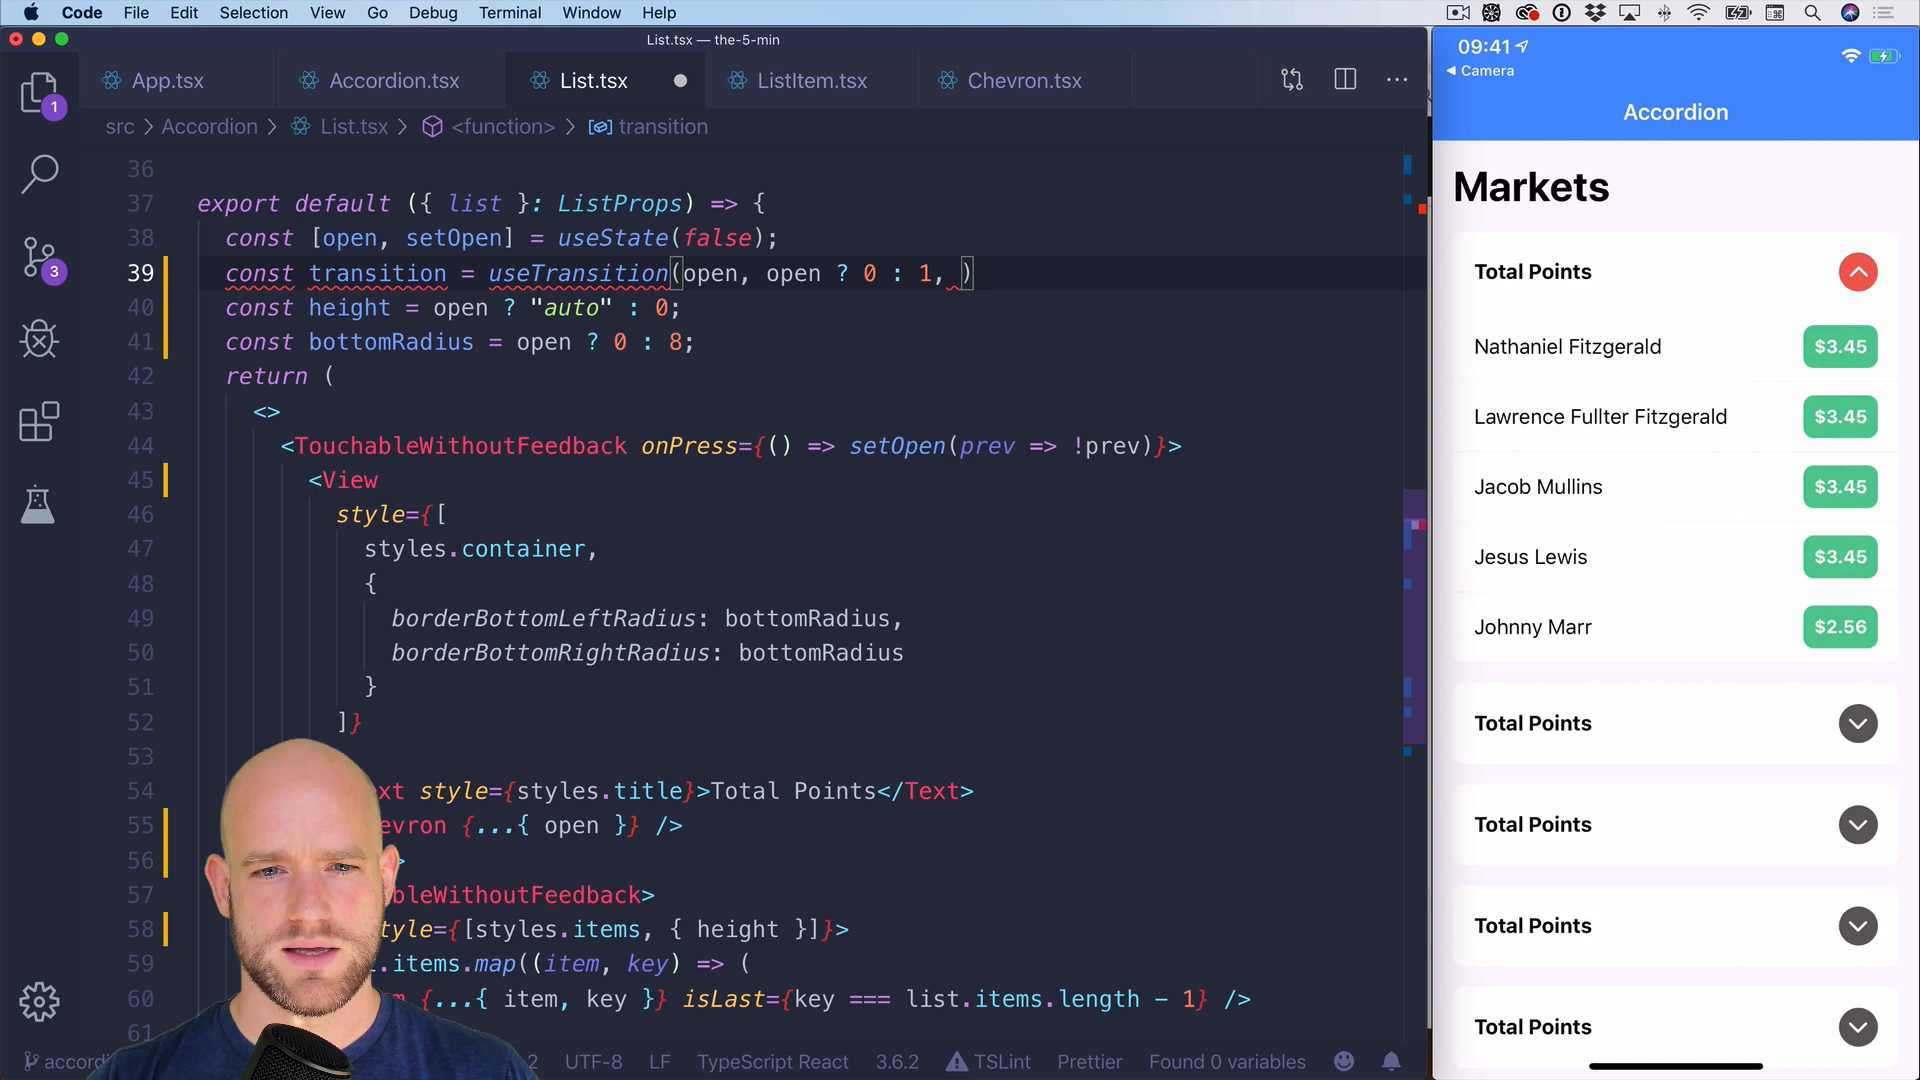 Code File Edit Selection View Go Debug Terminal Window Help
List.tsx — the-5-min
App.tsx Accordion.tsx List.tsx ListItem.tsx Chevron.tsx
src > Accordion > List.tsx > <function> > transition
1
3
36
37 export default ({ list }: ListProps) => {
38 const [open, setOpen] = useState(false);
39 const transition = useTransition(open, open ? 0 : 1, )
40 const height = open ? "auto" : 0;
41 const bottomRadius = open ? 0 : 8;
42 return (
43 <>
44 <TouchableWithoutFeedback onPress={() => setOpen(prev => !prev)}>
45 <View
46 style={[
47 styles.container,
48 {
49 borderBottomLeftRadius: bottomRadius,
50 borderBottomRightRadius: bottomRadius
51 }
52 ]}
53
54 xt style={styles.title}>Total Points</Text>
55 evron {...{ open }} />
56 >
57 bleWithoutFeedback>
58 tyle={[styles.items, { height }]}>
59 .items.map((item, key) => (
60 m {...{ item, key }} isLast={key === list.items.length - 1} />
61
accordi 2 UTF-8 LF TypeScript React 3.6.2 TSLint Prettier Found 0 variables
09:41
Camera
Accordion
Markets
Total Points
Nathaniel Fitzgerald $3.45
Lawrence Fullter Fitzgerald $3.45
Jacob Mullins $3.45
Jesus Lewis $3.45
Johnny Marr $2.56
Total Points
Total Points
Total Points
Total Points